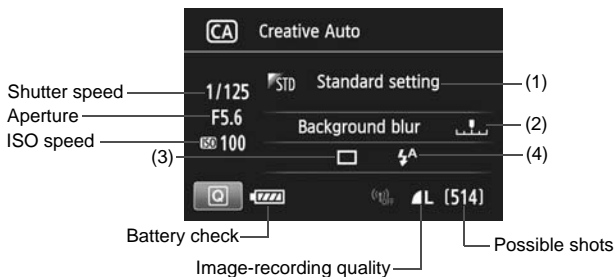 CA Creative Auto
Shutter speed 1/125 STD Standard setting (1)
Aperture F5.6
ISO speed ISO 100 Background blur (2)
(3) A (4)
Q OFF L [514]
Battery check Possible shots
Image-recording quality